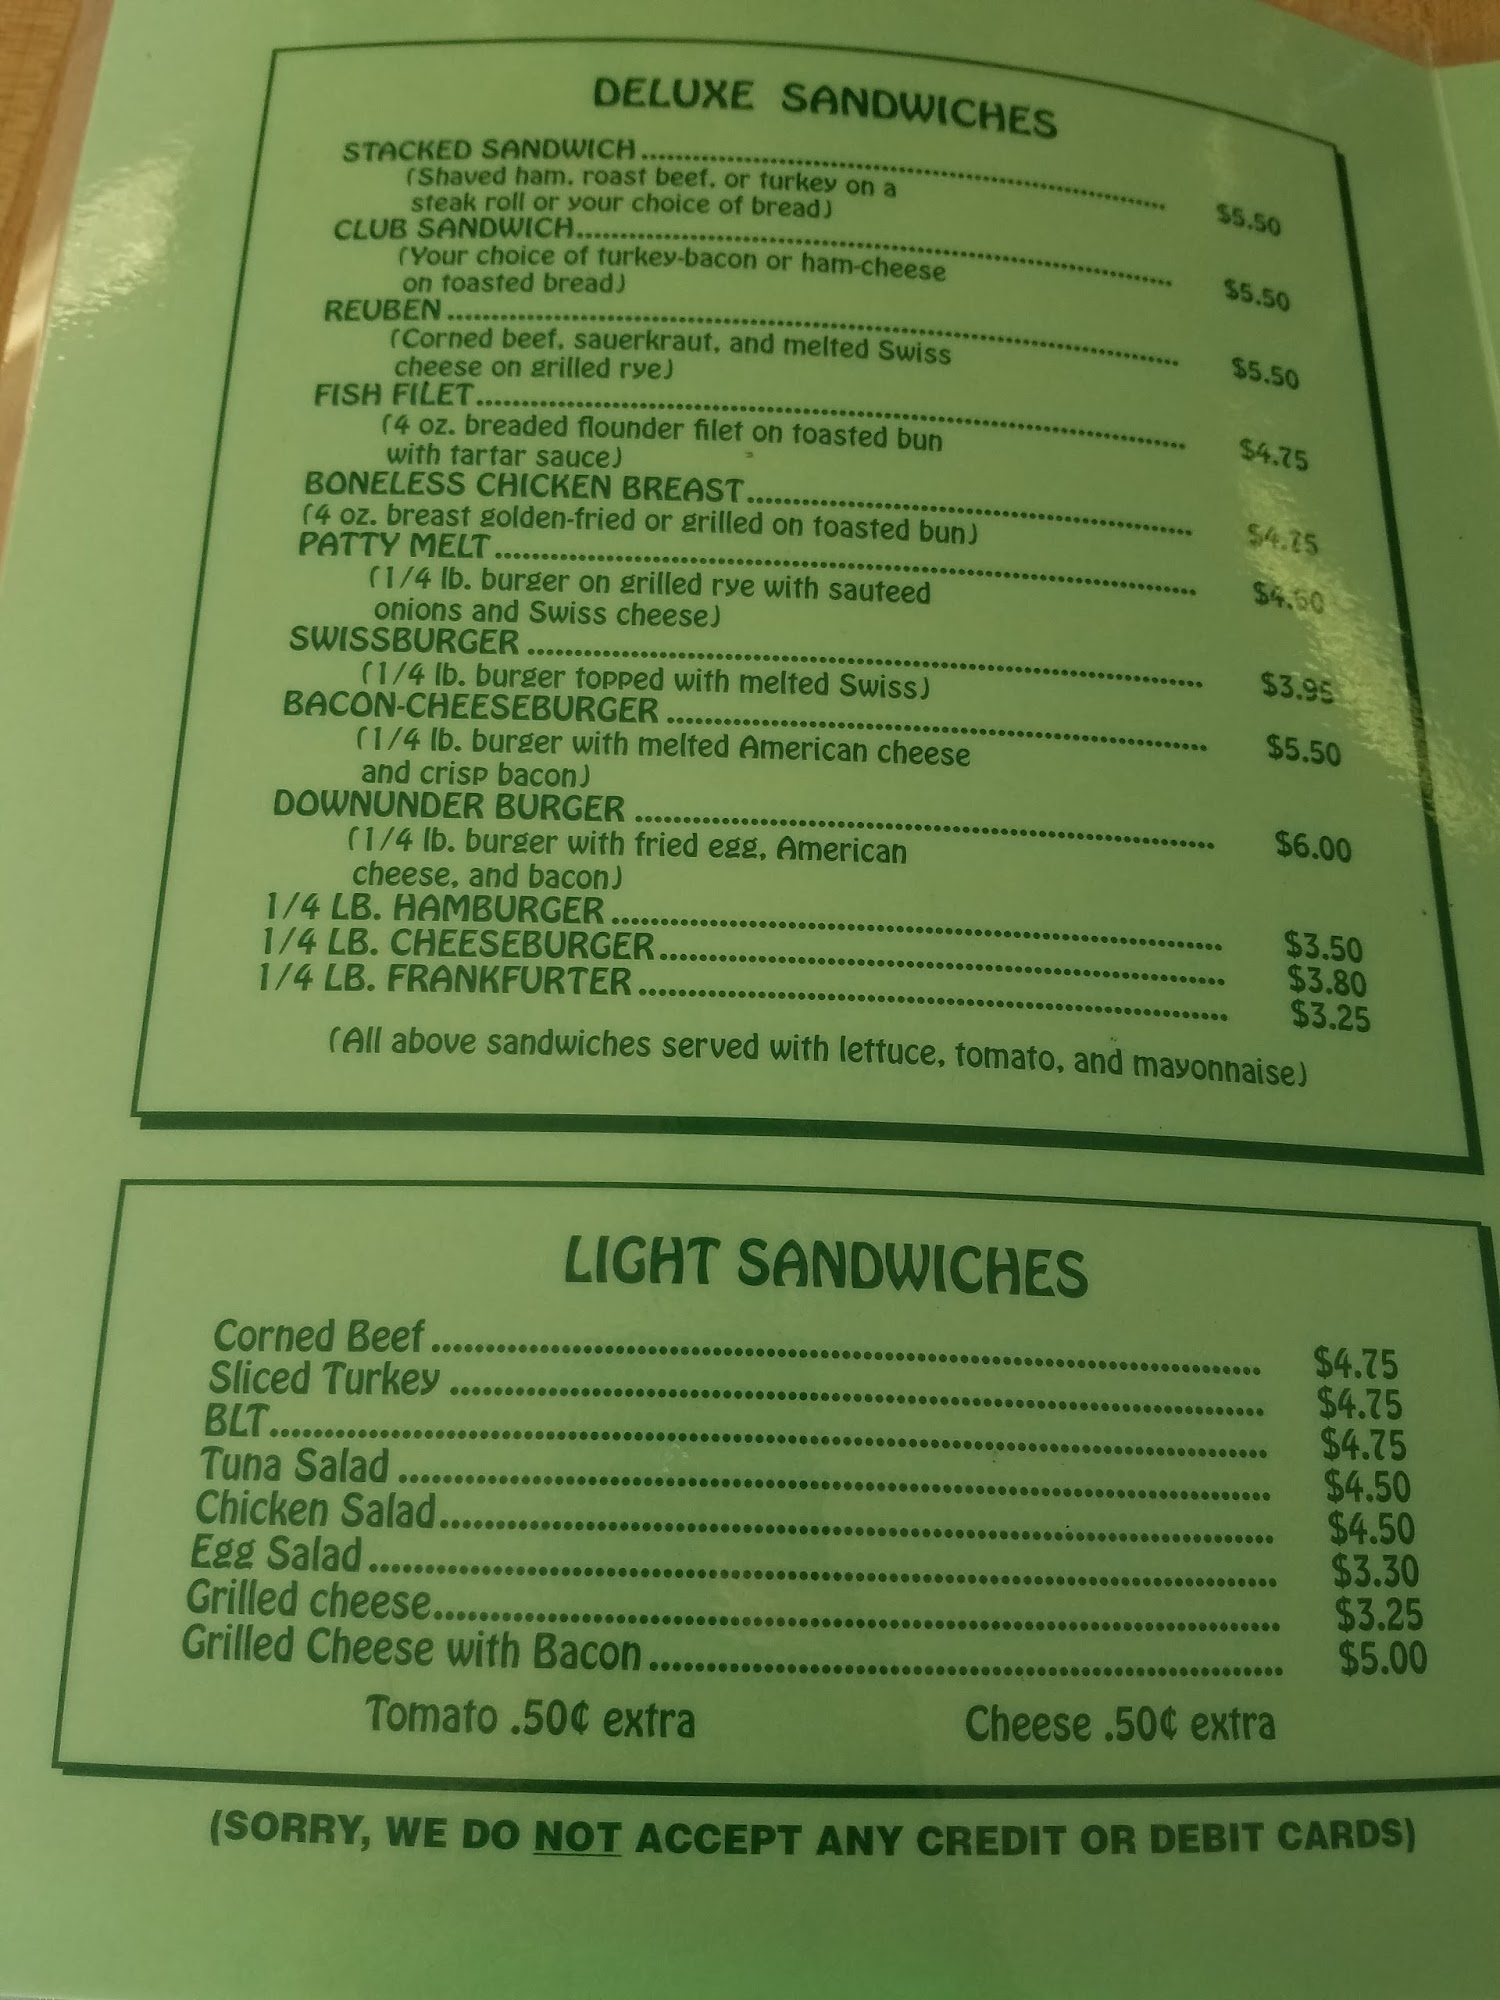 DELUXE SANDWICHES
STACKED SANDWICH........................................ $5.50
(Shaved ham, roast beef, or turkey on a
steak roll or your choice of bread)
CLUB SANDWICH........................................ $5.50
(Your choice of turkey-bacon or ham-cheese
on toasted bread)
REUBEN........................................ $5.50
(Corned beef, sauerkraut, and melted Swiss
cheese on grilled rye)
FISH FILET........................................ $4.75
(4 oz. breaded flounder filet on toasted bun
with tartar sauce)
BONELESS CHICKEN BREAST........................................ $4.75
(4 oz. breast golden-fried or grilled on toasted bun)
PATTY MELT........................................ $4.60
(1/4 lb. burger on grilled rye with sauteed
onions and Swiss cheese)
SWISSBURGER........................................ $3.95
(1/4 lb. burger topped with melted Swiss)
BACON-CHEESEBURGER........................................ $5.50
(1/4 lb. burger with melted American cheese
and crisp bacon)
DOWNUNDER BURGER........................................ $6.00
(1/4 lb. burger with fried egg, American
cheese, and bacon)
1/4 LB. HAMBURGER........................................ $3.50
1/4 LB. CHEESEBURGER........................................ $3.80
1/4 LB. FRANKFURTER........................................ $3.25
(All above sandwiches served with lettuce, tomato, and mayonnaise)
LIGHT SANDWICHES
Corned Beef........................................ $4.75
Sliced Turkey........................................ $4.75
BLT........................................ $4.75
Tuna Salad........................................ $4.50
Chicken Salad........................................ $4.50
Egg Salad........................................ $3.30
Grilled cheese........................................ $3.25
Grilled Cheese with Bacon........................................ $5.00
Tomato .50¢ extra Cheese .50¢ extra
(SORRY, WE DO NOT ACCEPT ANY CREDIT OR DEBIT CARDS)